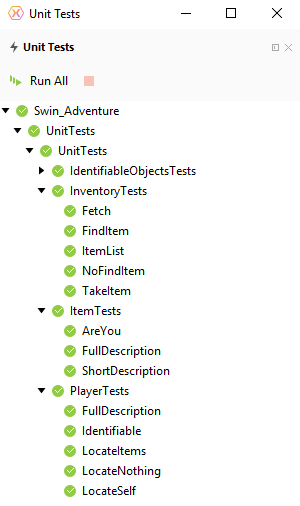 Unit Tests
Unit Tests
Run All
Swin_Adventure
UnitTests
UnitTests
IdentifiableObjectsTests
InventoryTests
Fetch
FindItem
ItemList
NoFindItem
TakeItem
ItemTests
AreYou
FullDescription
ShortDescription
PlayerTests
FullDescription
Identifiable
LocateItems
LocateNothing
LocateSelf